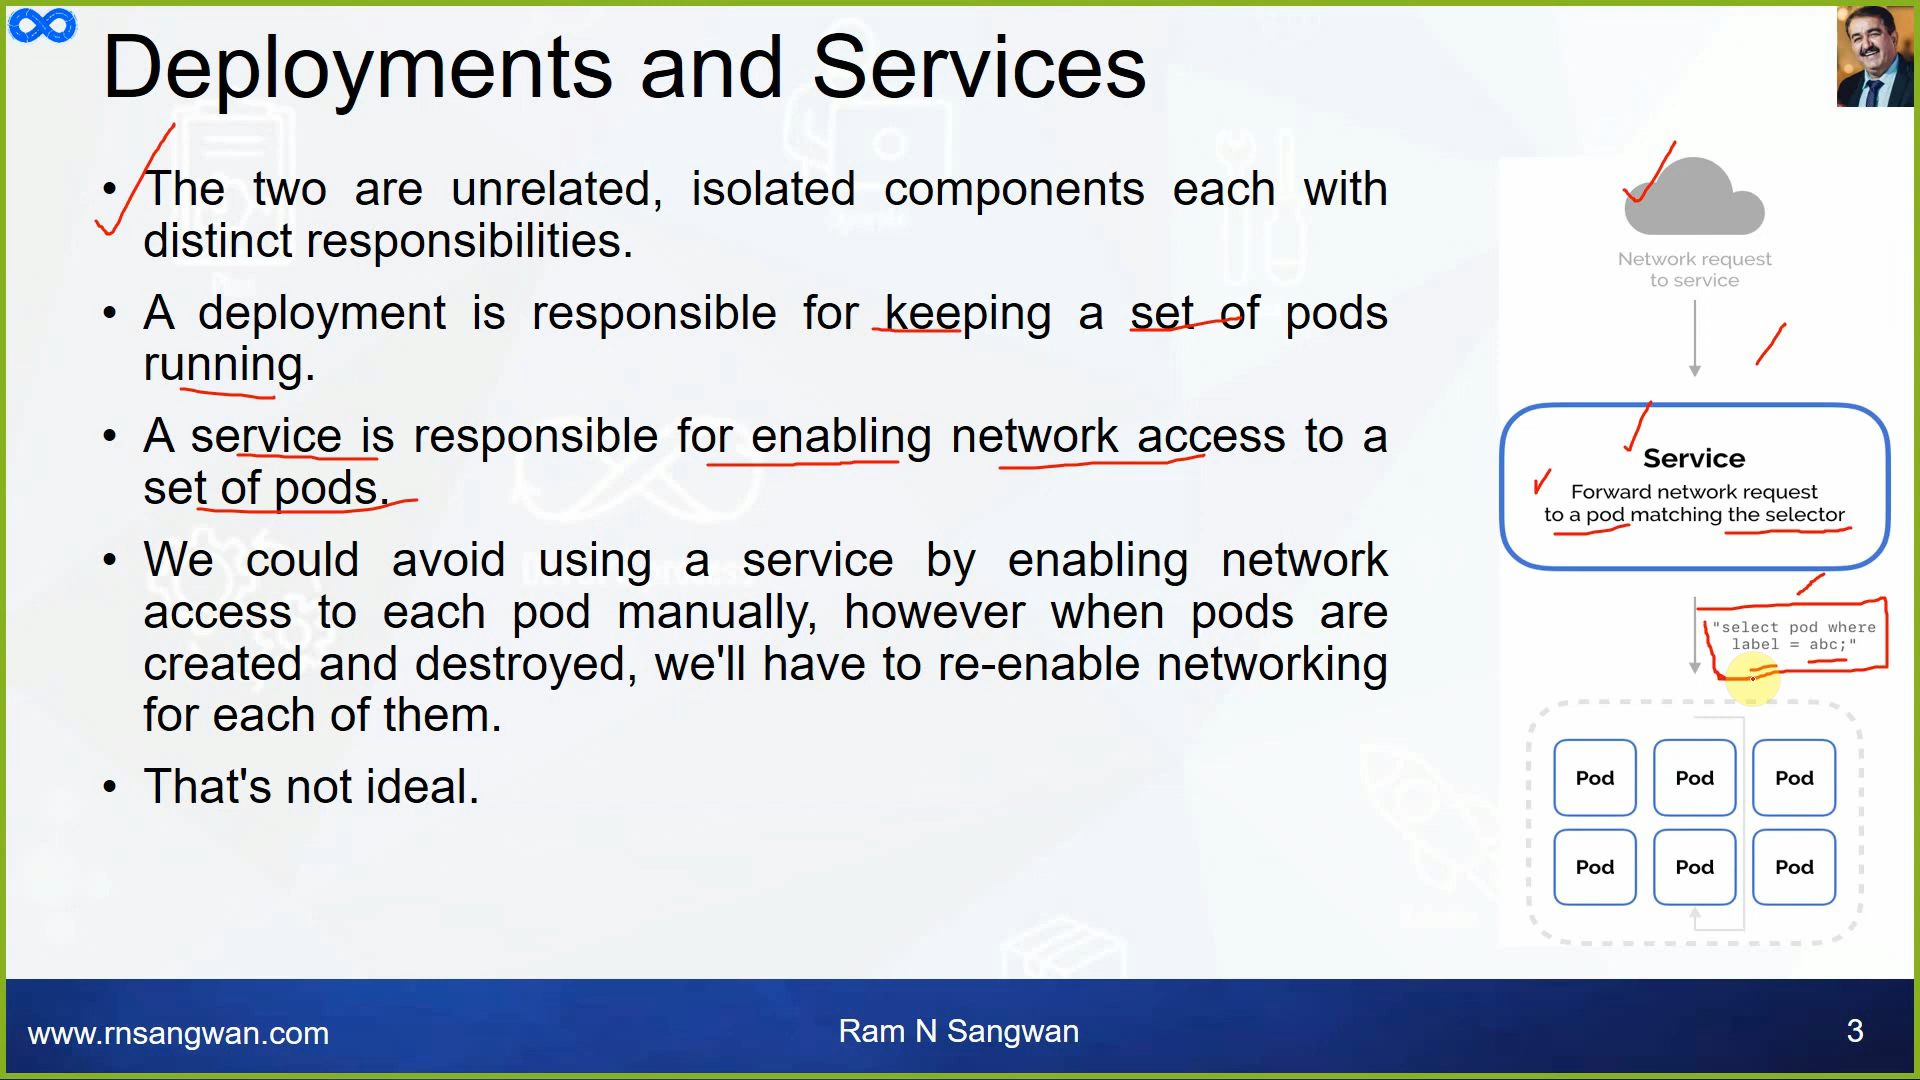 Deployments and Services
• The two are unrelated, isolated components each with
distinct responsibilities.
• A deployment is responsible for keeping a set of pods
running.
• A service is responsible for enabling network access to a
set of pods.
• We could avoid using a service by enabling network
access to each pod manually, however when pods are
created and destroyed, we'll have to re-enable networking
for each of them.
• That's not ideal.
Network request
to service
Service
Forward network request
to a pod matching the selector
"select pod where
label = abc;"
Pod Pod Pod
Pod Pod Pod
www.rnsangwan.com
Ram N Sangwan
3